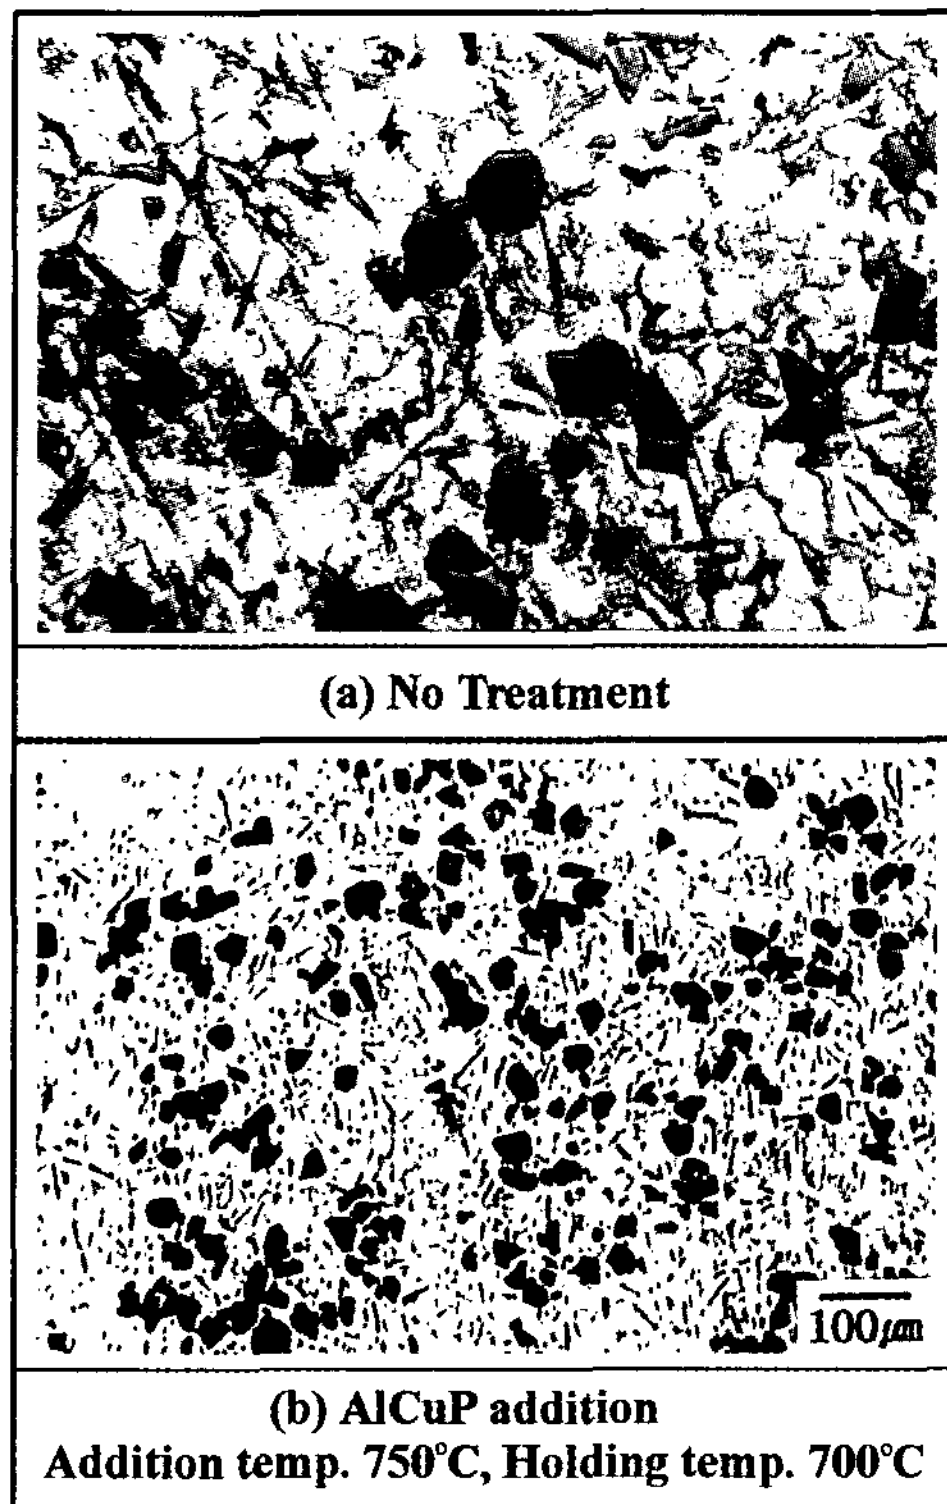 (a) No Treatment
100μm
(b) AlCuP addition
Addition temp. 750°C, Holding temp. 700°C